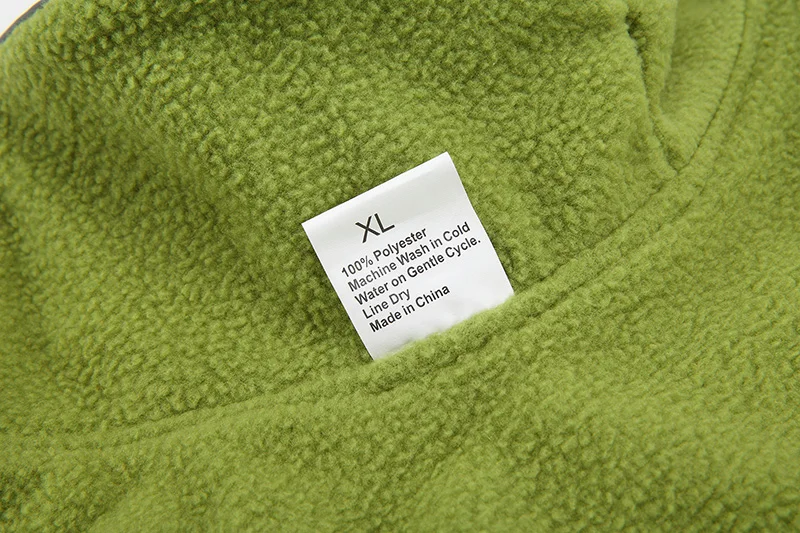 XL
100% Polyester
Machine Wash in Cold
Water on Gentle Cycle.
Line Dry
Made in China